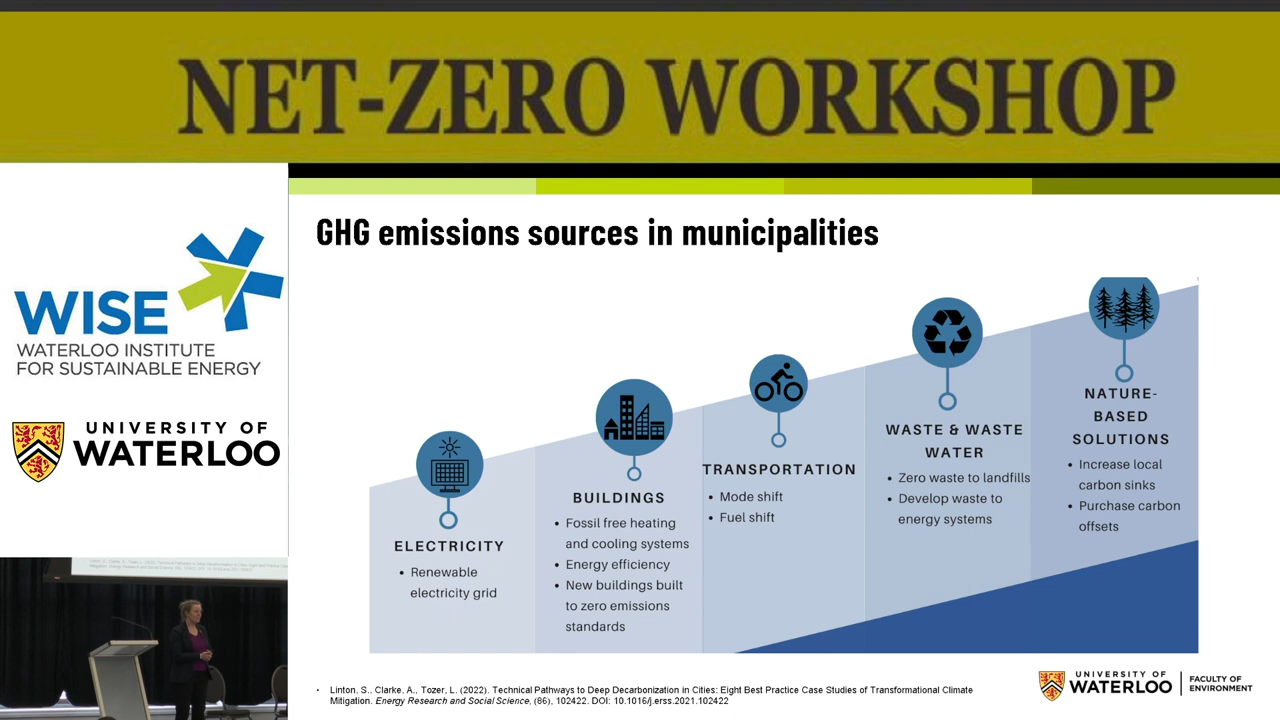 NET-ZERO WORKSHOP
WISE
WATERLOO INSTITUTE
FOR SUSTAINABLE ENERGY
UNIVERSITY OF
WATERLOO
GHG emissions sources in municipalities
ELECTRICITY
• Renewable
electricity grid
BUILDINGS
• Fossil free heating
and cooling systems
• Energy efficiency
• New buildings built
to zero emissions
standards
TRANSPORTATION
• Mode shift
• Fuel shift
WASTE & WASTE
WATER
• Zero waste to landfills
• Develop waste to
energy systems
NATURE-
BASED
SOLUTIONS
• Increase local
carbon sinks
• Purchase carbon
offsets
• Linton, S., Clarke, A., Tozer, L. (2022). Technical Pathways to Deep Decarbonization in Cities: Eight Best Practice Case Studies of Transformational Climate
Mitigation. Energy Research and Social Science, (86), 102422. DOI: 10.1016/j.erss.2021.102422
UNIVERSITY OF
WATERLOO
FACULTY OF
ENVIRONMENT